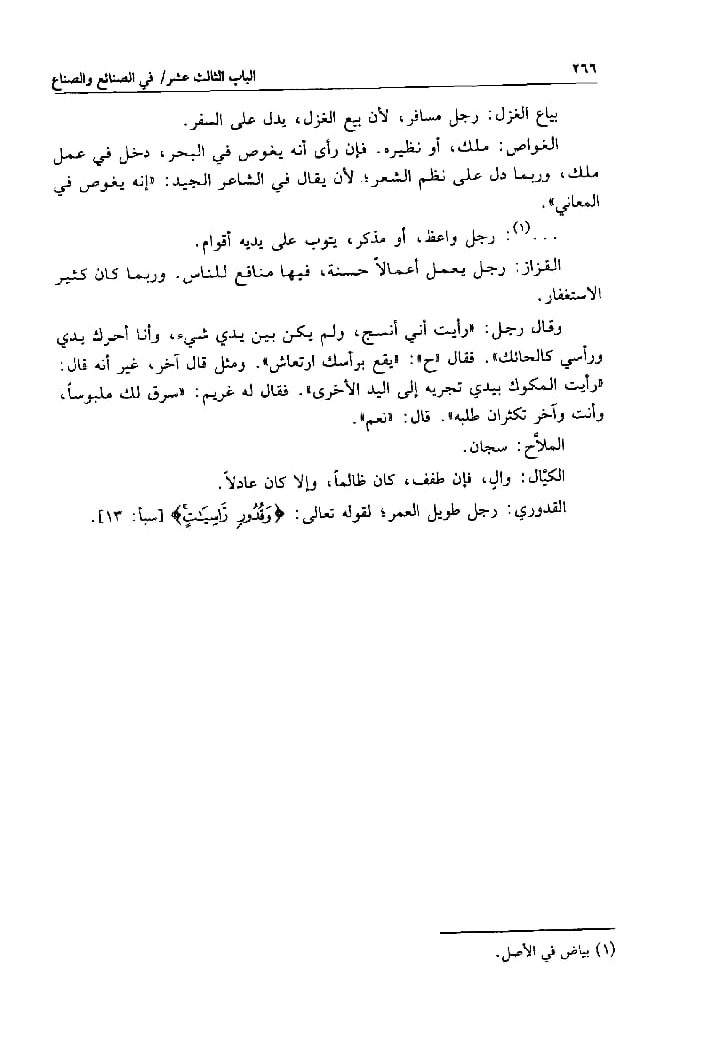 ٢٦٦ الباب الثالث عشر/ في الصنائع والصناع
بياع الغزل: رجل مسافر، لأن بيع الغزل، يدل على السفر.
الغواص: ملك، أو نظيره. فإن رأى أنه يغوص في البحر، دخل في عمل
ملك، وربما دل على نظم الشعر؛ لأن يقال في الشاعر الجيد: «إنه يغوص في
المعاني».
...(١): رجل واعظ، أو مذكر، يتوب على يديه أقوام.
القزاز: رجل يعمل أعمالاً حسنة، فيها منافع للناس. وربما كان كثير
الاستغفار.
وقال رجل: «رأيت أني أنسج، ولم يكن بين يدي شيء، وأنا أحرك يدي
ورأسي كالحائك». فقال «ح»: «يقع برأسك ارتعاش». ومثل قال آخر، غير أنه قال:
«رأيت المكوك بيدي تجريه إلى اليد الأخرى». فقال له غريم: «سرق لك ملبوساً،
وأنت وآخر تكثران طلبه». قال: «نعم».
الملاَّح: سجان.
الكيَّال: والٍ، فإن طفف، كان ظالماً، وإلا كان عادلاً.
القدوري: رجل طويل العمر؛ لقوله تعالى: ﴿وَقُدُورٍ رَّاسِيَـٰتٍ﴾ [سبأ: ١٣].
(١) بياض في الأصل.